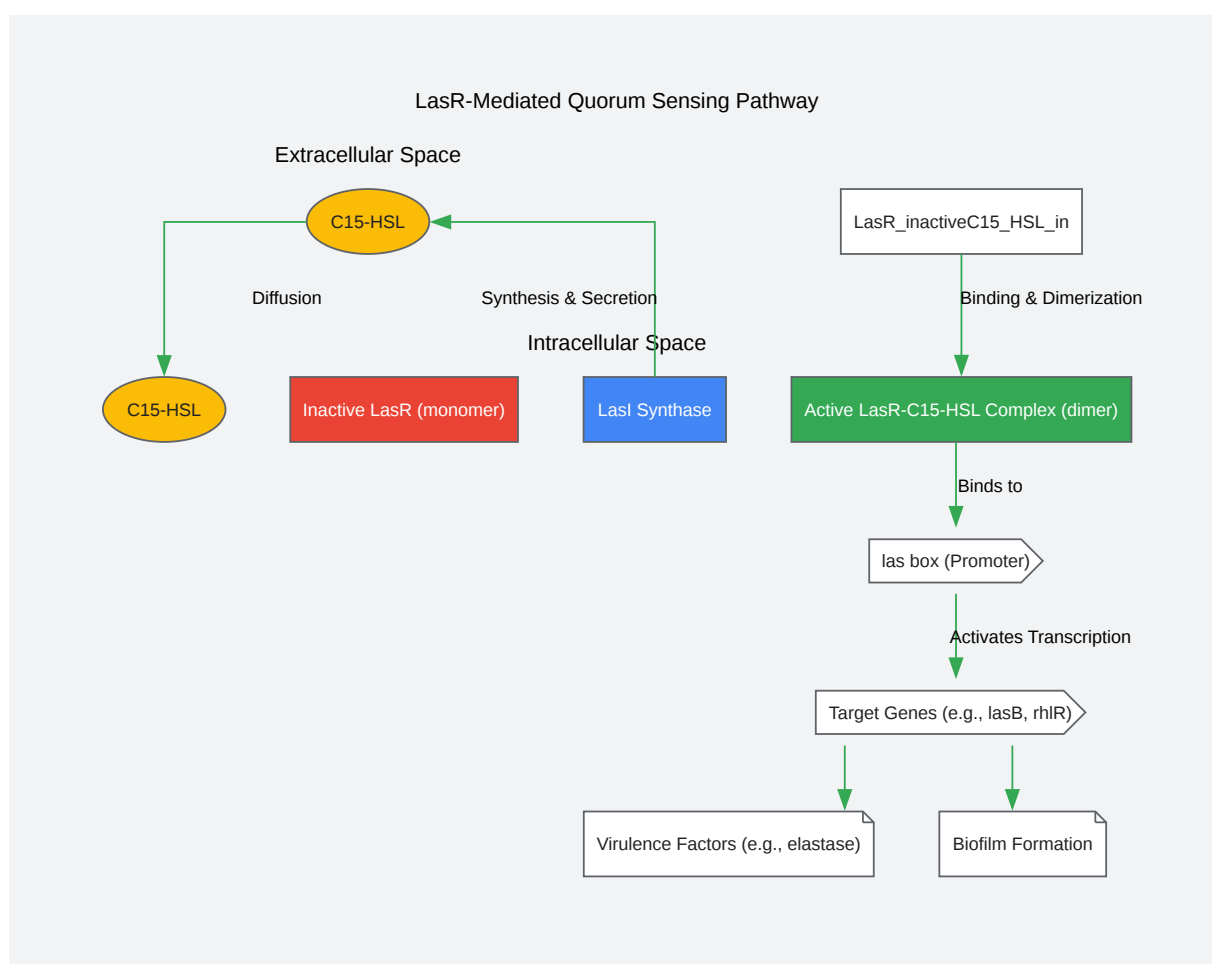 LasR-Mediated Quorum Sensing Pathway
Extracellular Space
C15-HSL
LasR_inactiveC15_HSL_in
Diffusion
Synthesis & Secretion
Binding & Dimerization
Intracellular Space
C15-HSL
Inactive LasR (monomer)
LasI Synthase
Active LasR-C15-HSL Complex (dimer)
Binds to
las box (Promoter)
Activates Transcription
Target Genes (e.g., lasB, rhlR)
Virulence Factors (e.g., elastase)
Biofilm Formation